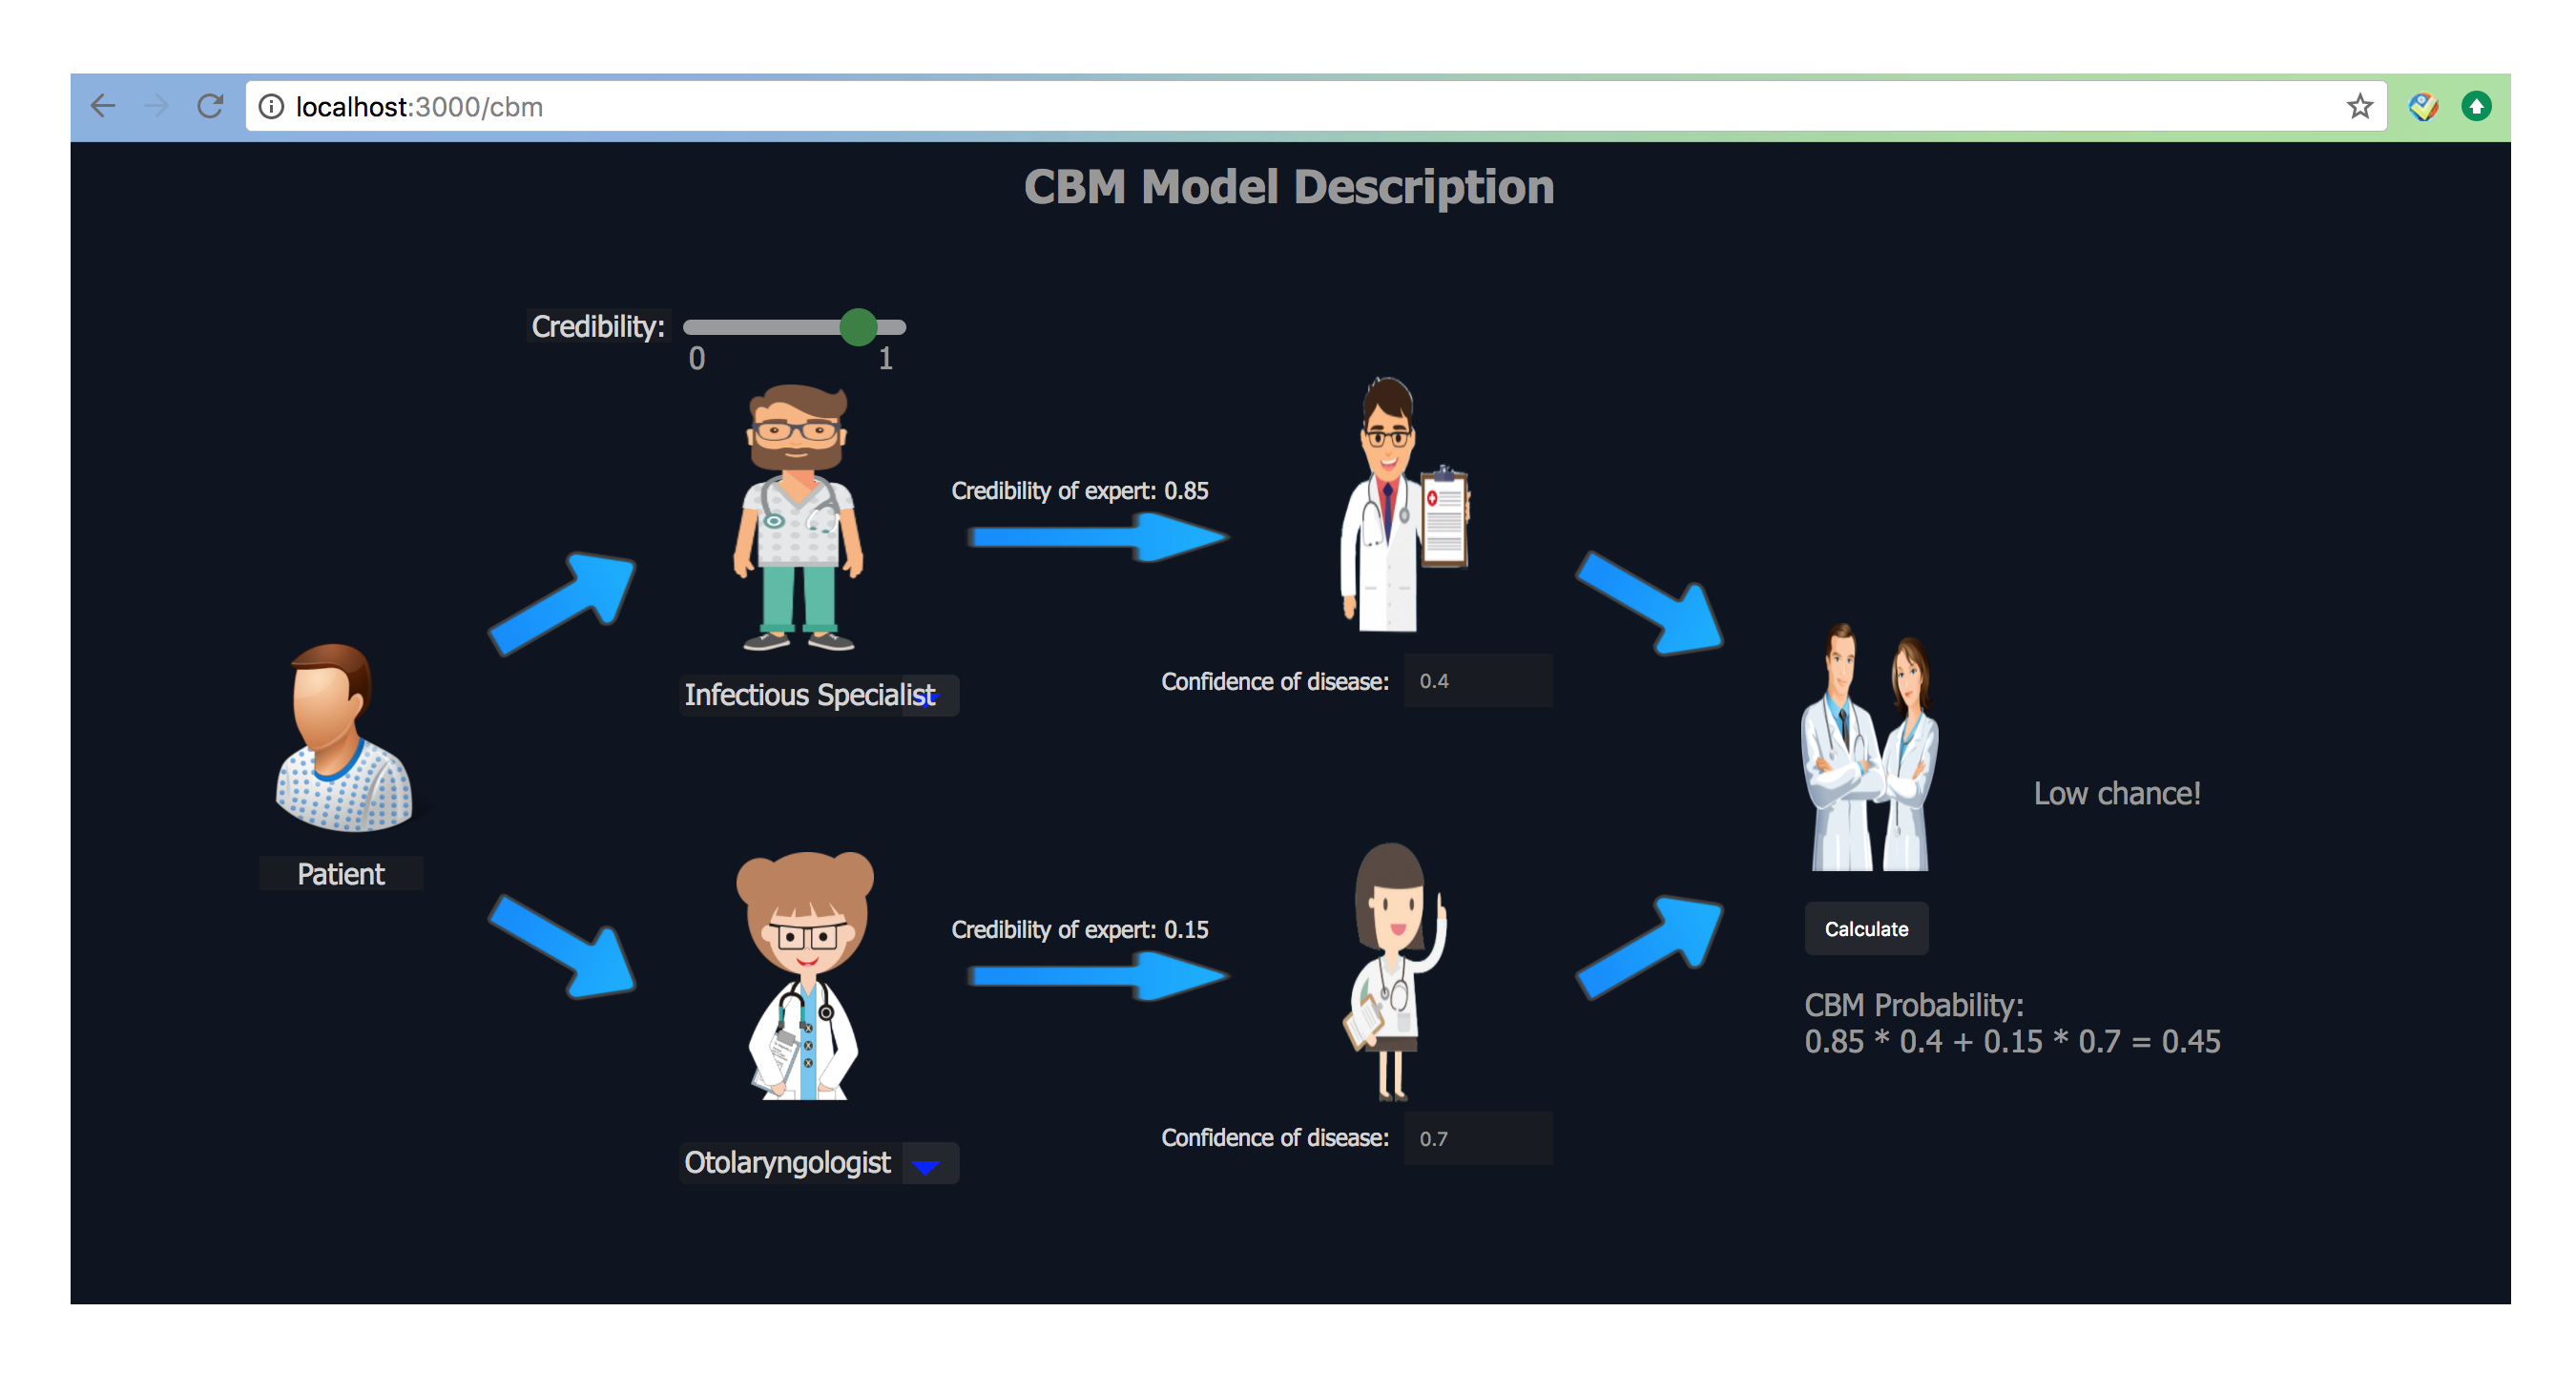 localhost:3000/cbm
CBM Model Description
Credibility:
0 1
Credibility of expert: 0.85
Infectious Specialist
Confidence of disease: 0.4
Patient
Low chance!
Credibility of expert: 0.15
Calculate
CBM Probability:
0.85 * 0.4 + 0.15 * 0.7 = 0.45
Otolaryngologist
Confidence of disease: 0.7